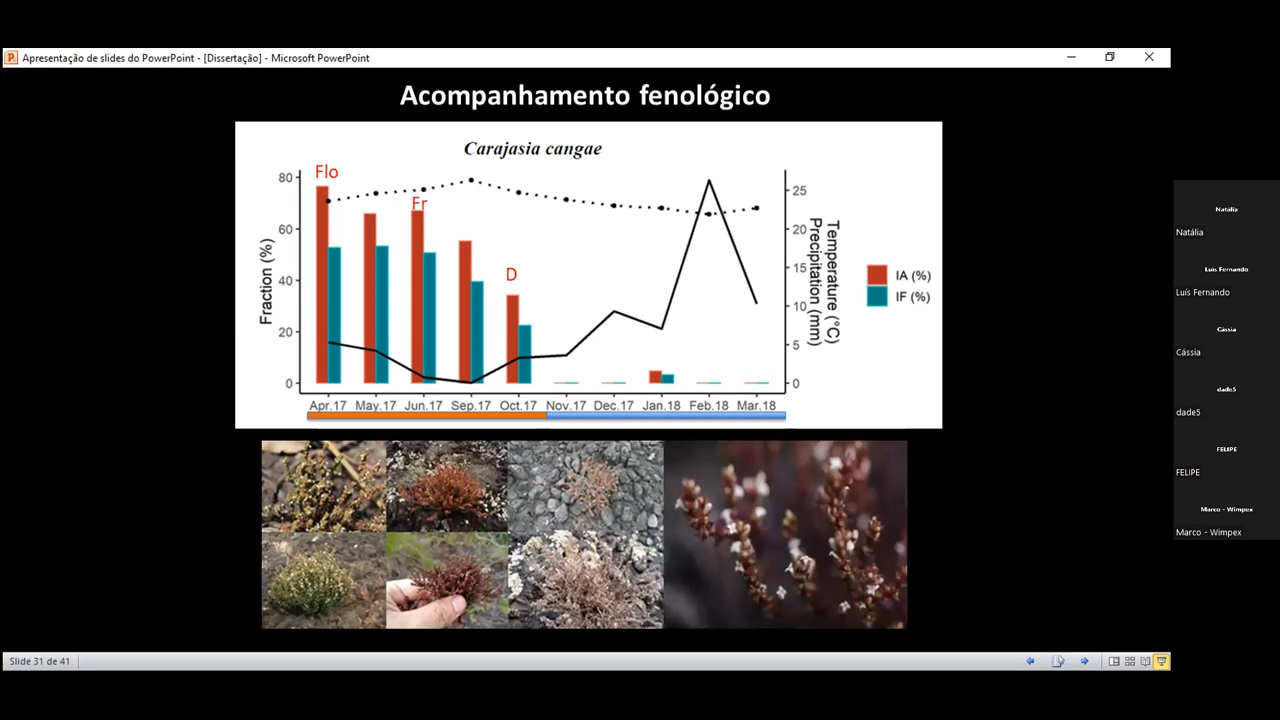 Apresentação de slides do PowerPoint - [Dissertação] - Microsoft PowerPoint
Acompanhamento fenológico
Carajasia cangae
Flo
Fr
D
80
60
40
20
0
Fraction (%)
25
20
15
10
5
0
Temperature (°C)
Precipitation (mm)
IA (%)
IF (%)
Apr.17 May.17 Jun.17 Sep.17 Oct.17 Nov.17 Dec.17 Jan.18 Feb.18 Mar.18
Natália
Natália
Luís Fernando
Luís Fernando
Cássia
Cássia
dade5
dade5
FELIPE
FELIPE
Marco - Wimpex
Marco - Wimpex
Slide 31 de 41